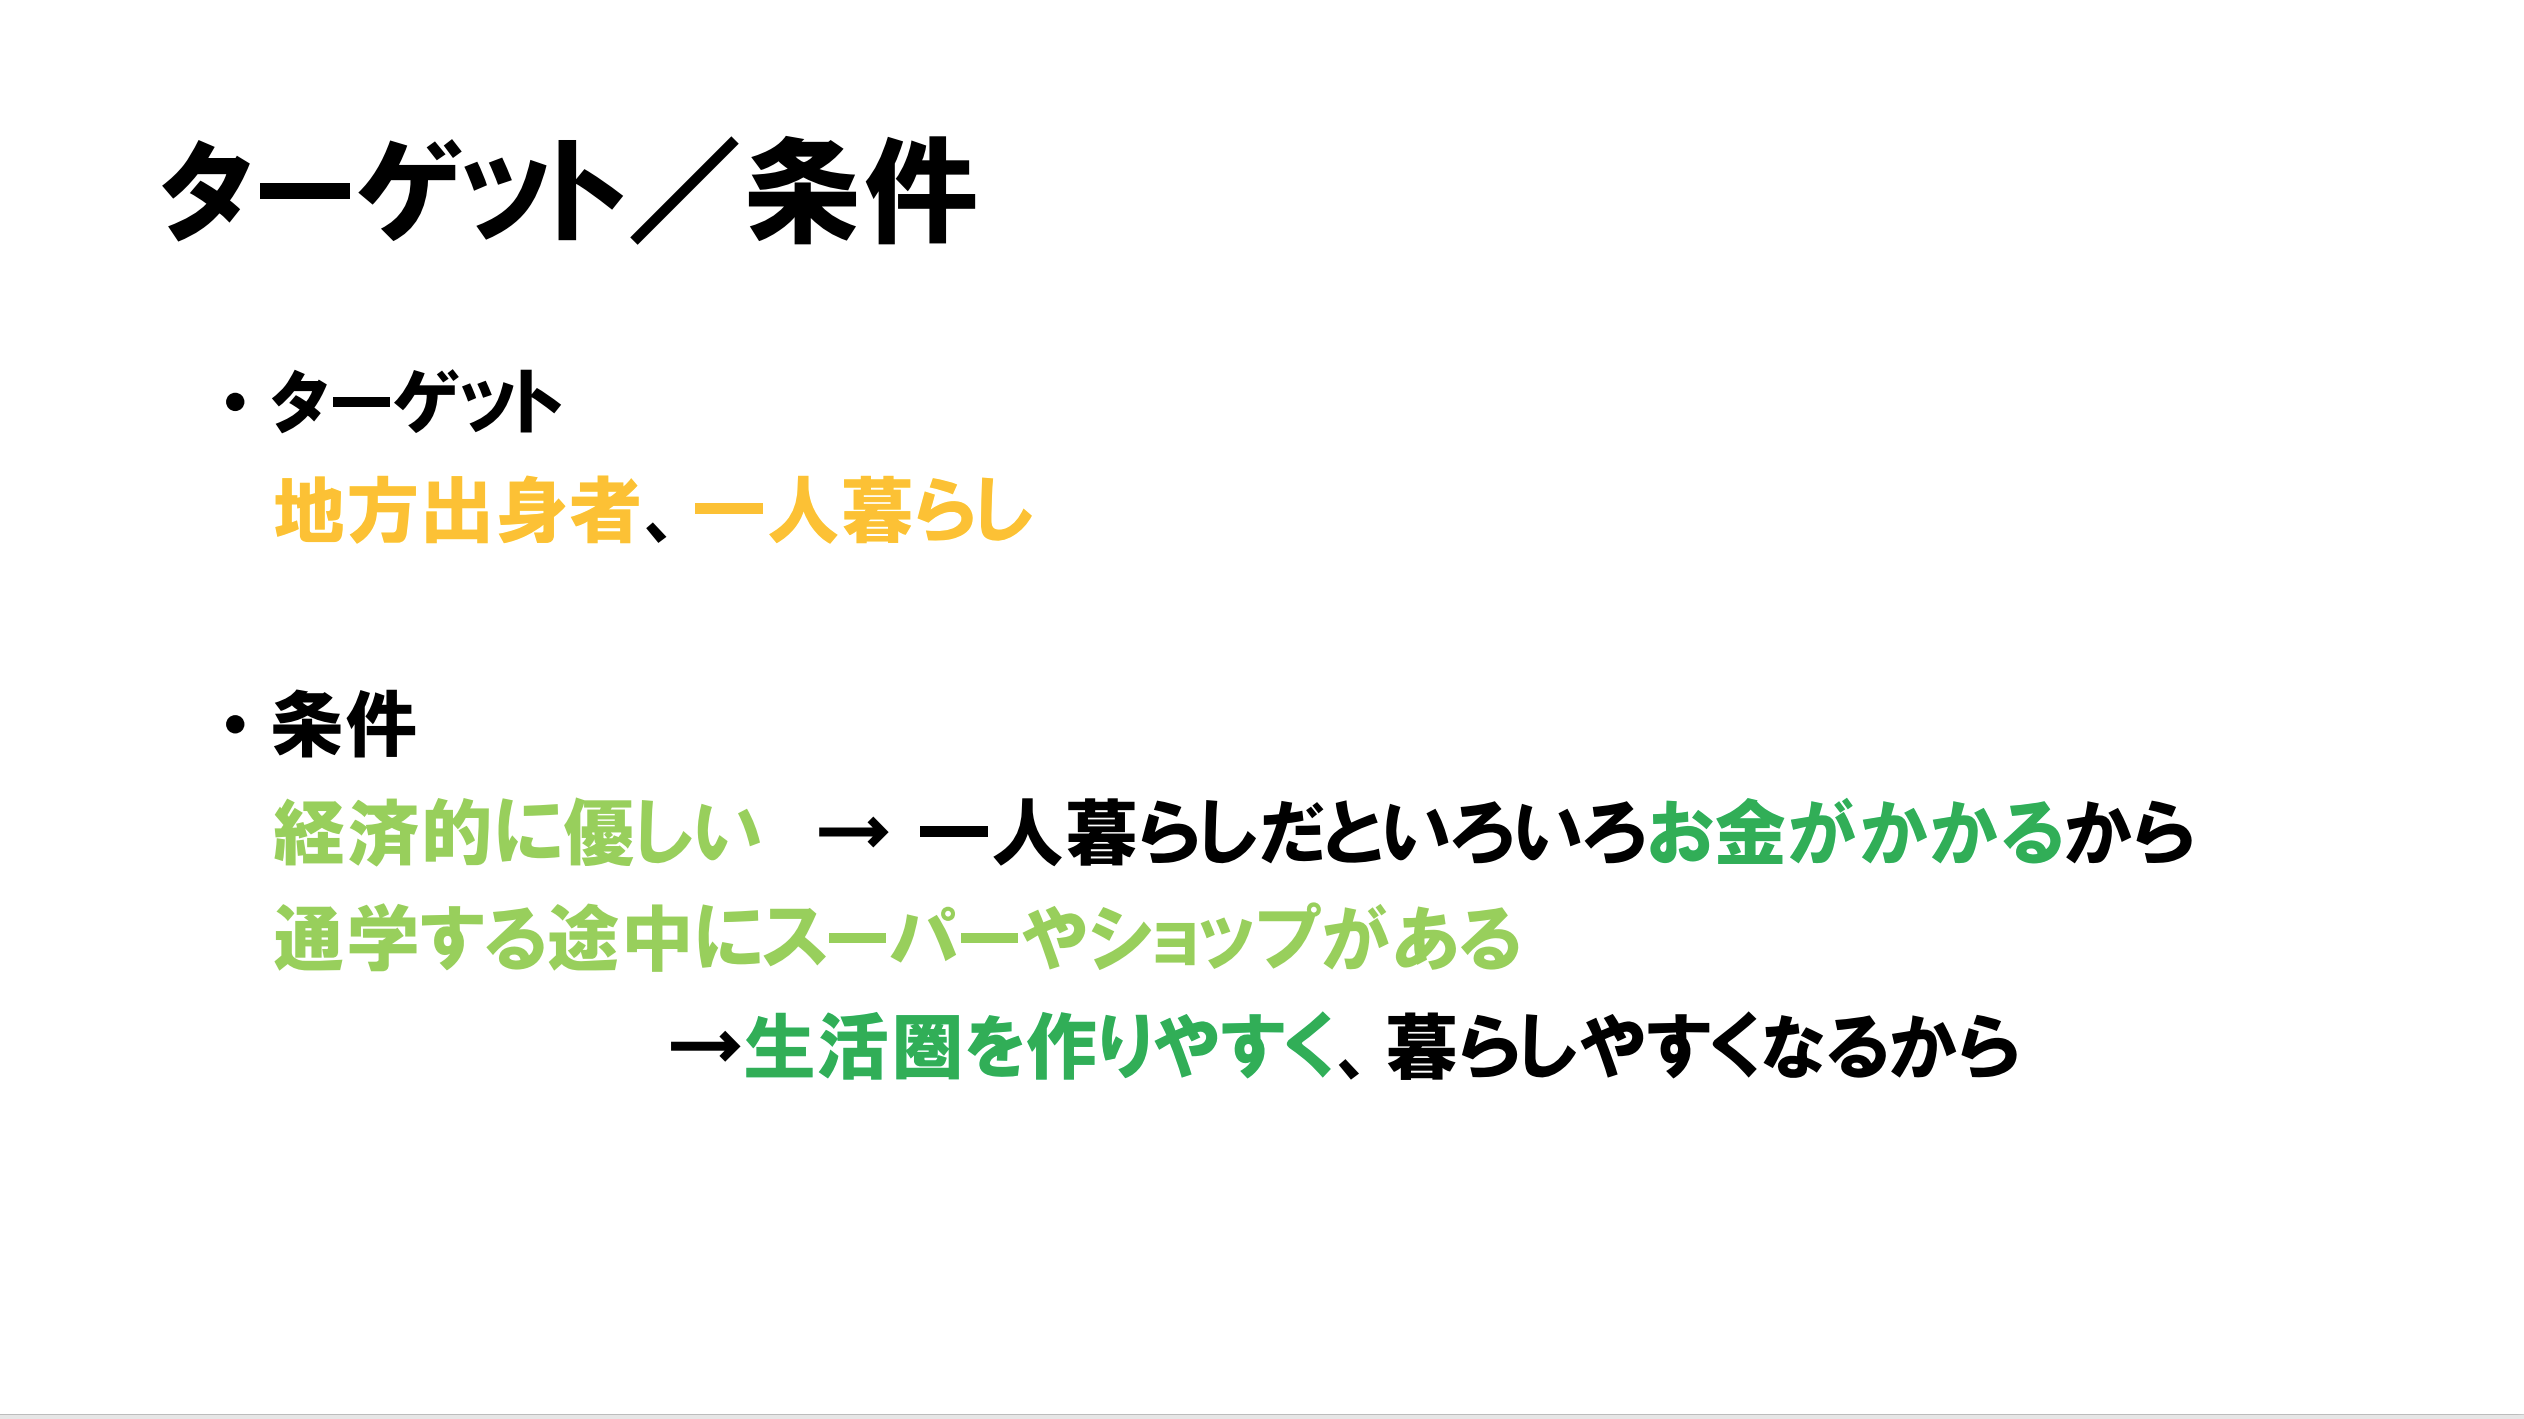 ターゲット／条件
・ターゲット
地方出身者、一人暮らし
・条件
経済的に優しい　→ 一人暮らしだといろいろお金がかかるから
通学する途中にスーパーやショップがある
→生活圏を作りやすく、暮らしやすくなるから